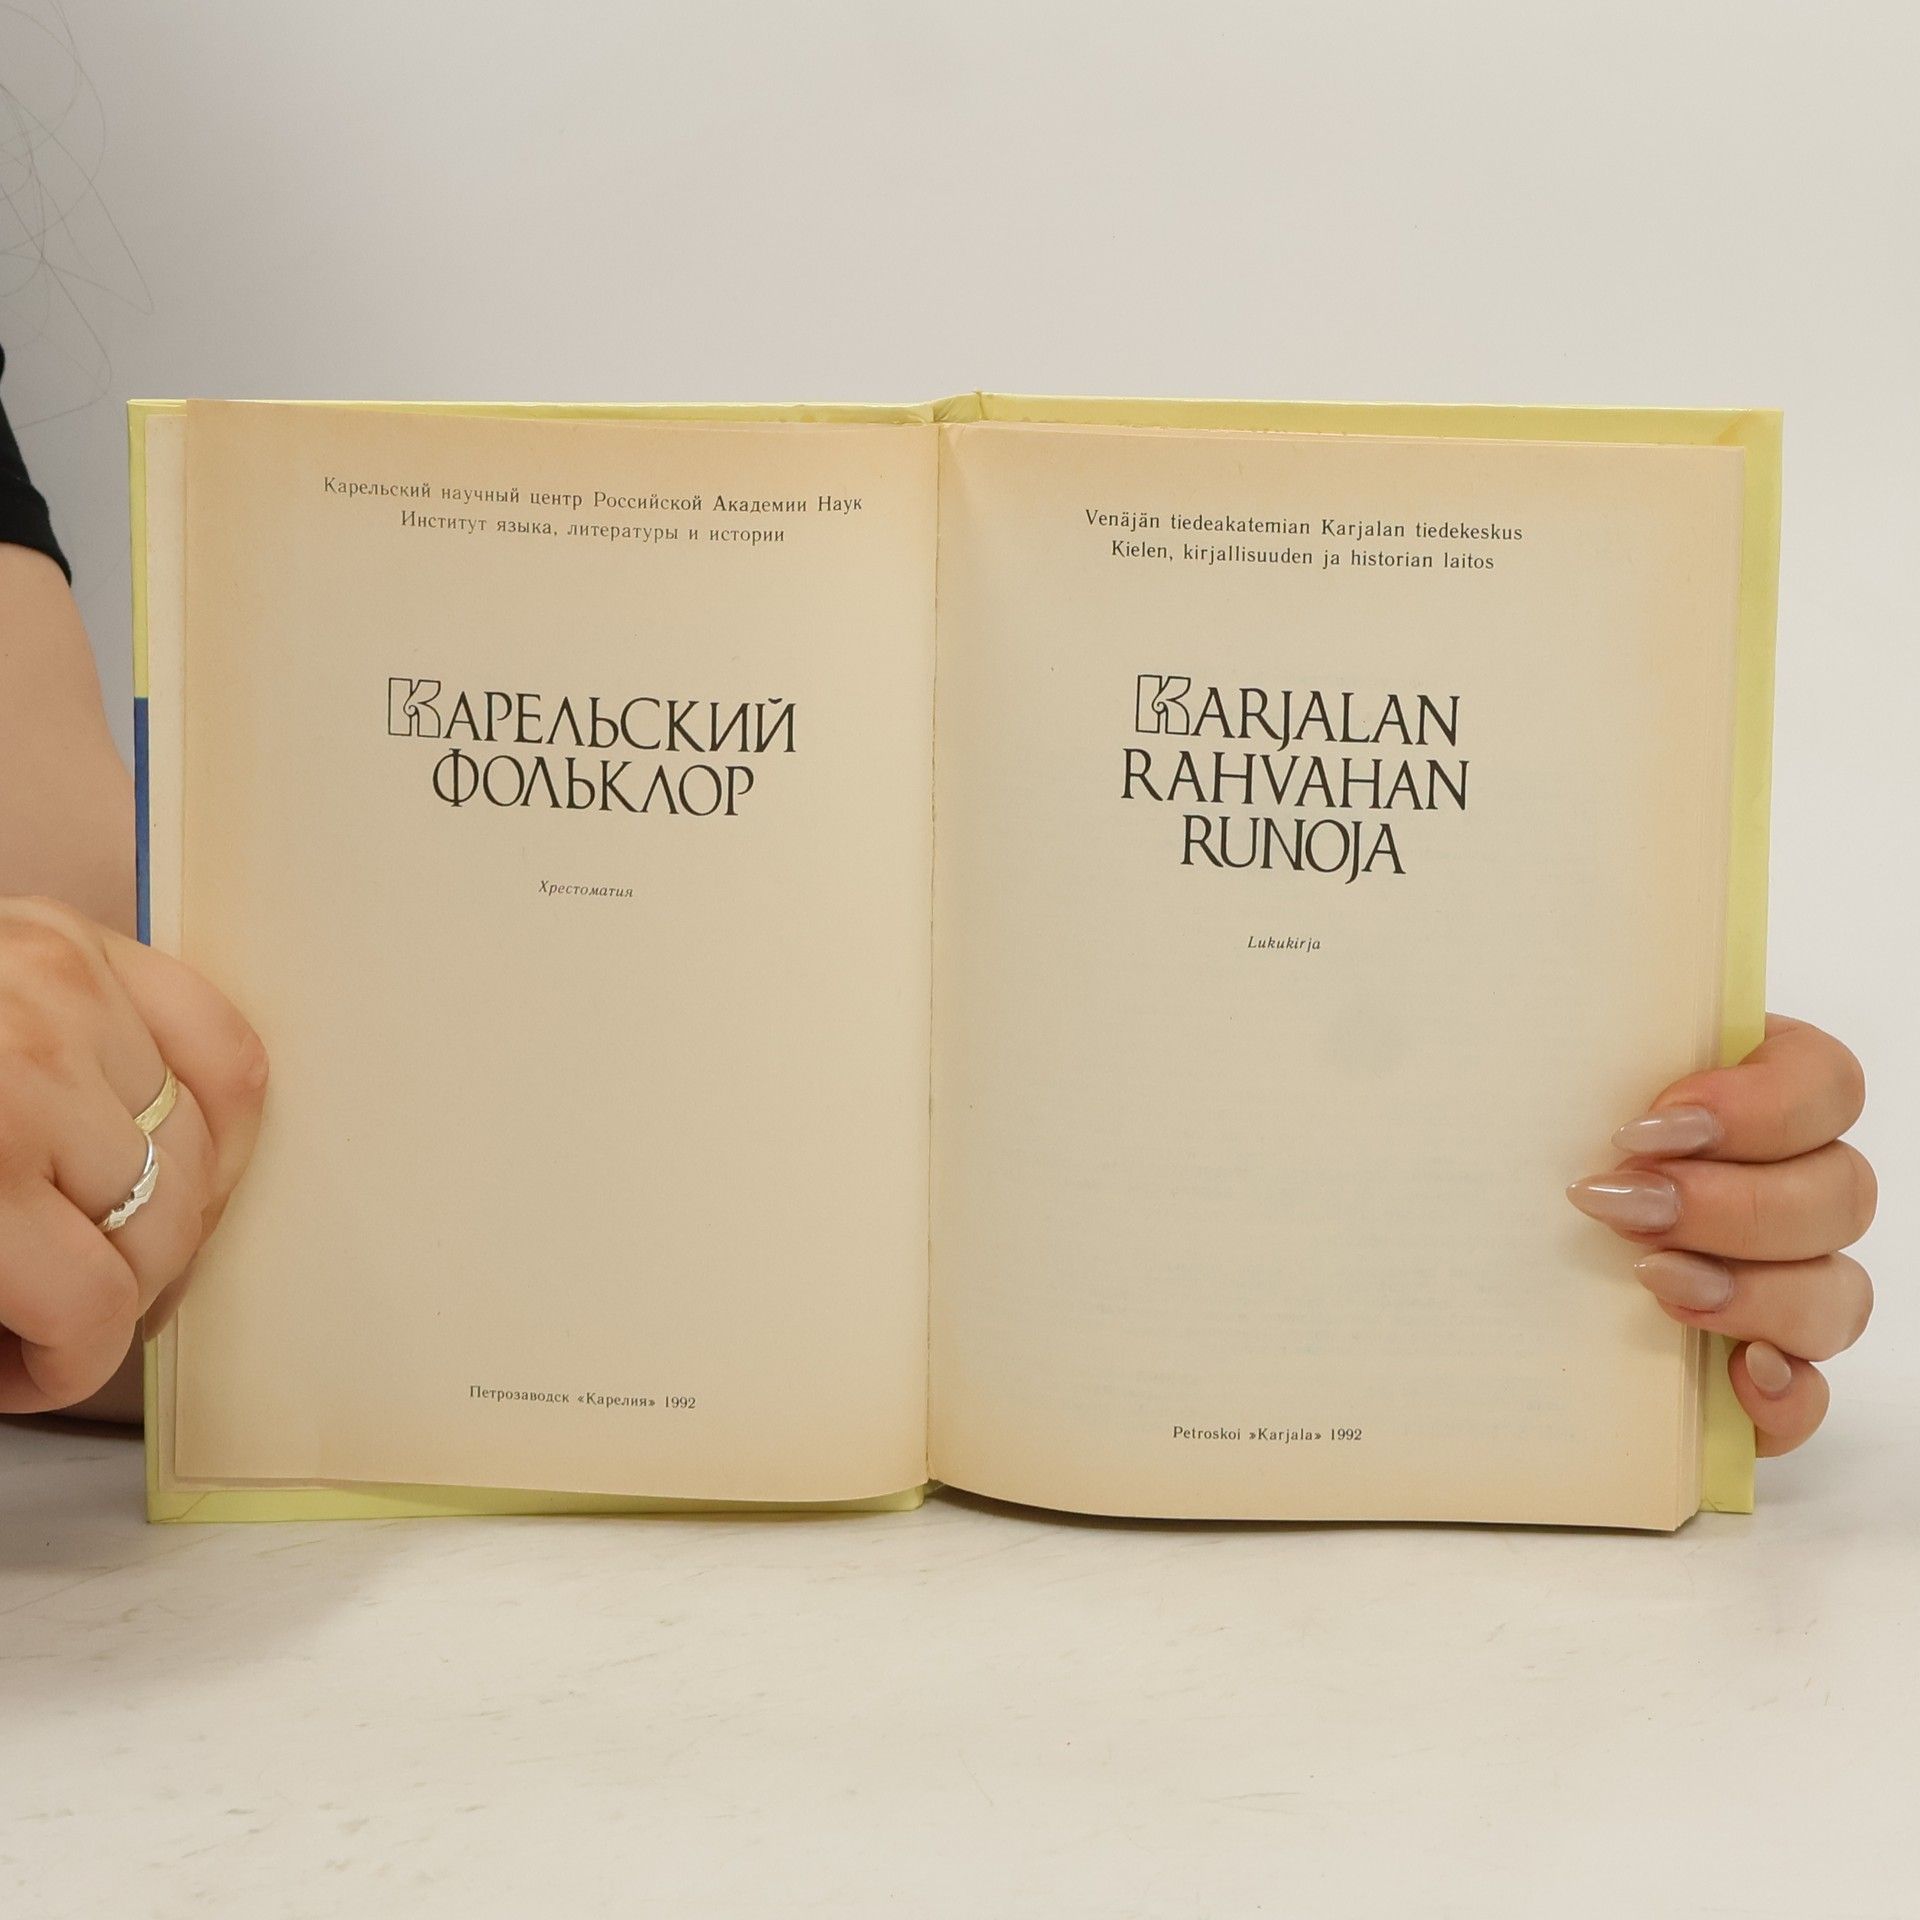 Карельский научный центр Российской Академии Наук
Институт языка, литературы и истории
КАРЕЛЬСКИЙ
ФОЛЬКЛОР
Хрестоматия
Петрозаводск «Карелия» 1992
Venäjän tiedeakatemian Karjalan tiedekeskus
Kielen, kirjallisuuden ja historian laitos
KARJALAN
RAHVAHAN
RUNOJA
Lukukirja
Petroskoi »Karjala» 1992